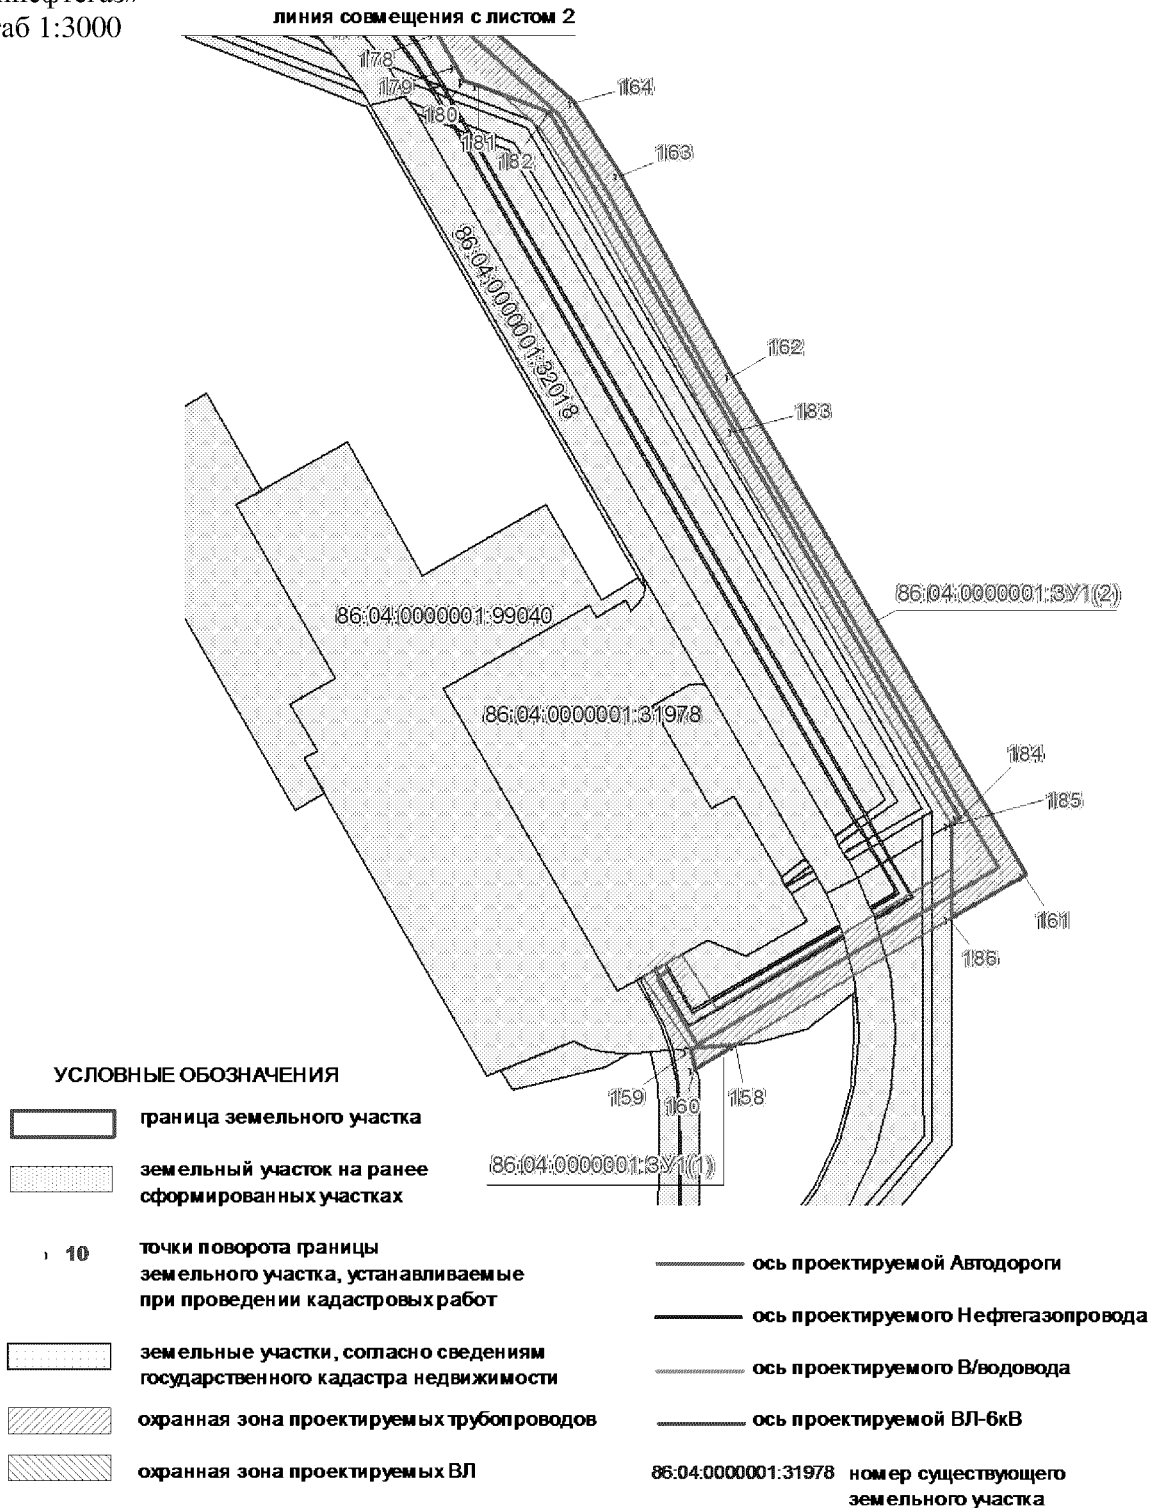 аб 1:3000
линия совмещения с листом 2
178
179
180
181
182
164
163
86:04:0000001:32018
162
183
86:04:0000001:ЗУ1(2)
86:04:0000001:99040
86:04:0000001:31978
184
185
161
186
159
160
158
86:04:0000001:ЗУ1(1)
УСЛОВНЫЕ ОБОЗНАЧЕНИЯ
граница земельного участка
земельный участок на ранее
сформированных участках
10
точки поворота границы
земельного участка, устанавливаемые
при проведении кадастровых работ
земельные участки, согласно сведениям
государственного кадастра недвижимости
охранная зона проектируемых трубопроводов
охранная зона проектируемых ВЛ
ось проектируемой Автодороги
ось проектируемого Нефтегазопровода
ось проектируемого В/водовода
ось проектируемой ВЛ-6кВ
86:04:0000001:31978 номер существующего
земельного участка